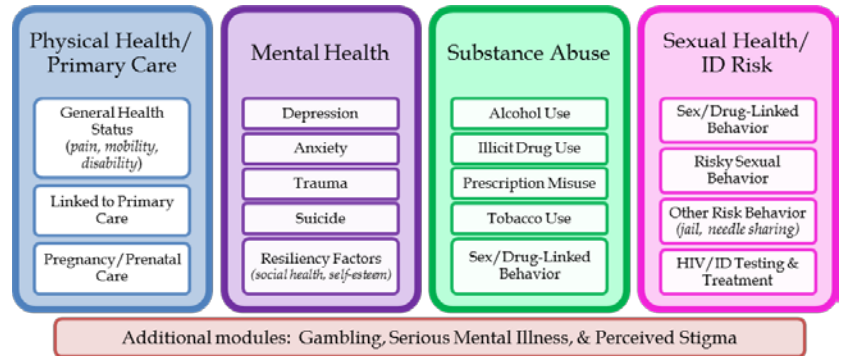 Physical Health/
Primary Care
General Health
Status
(pain, mobility,
disability)
Linked to Primary
Care
Pregnancy/Prenatal
Care
Mental Health
Depression
Anxiety
Trauma
Suicide
Resiliency Factors
(social health, self-esteem)
Substance Abuse
Alcohol Use
Illicit Drug Use
Prescription Misuse
Tobacco Use
Sex/Drug-Linked
Behavior
Sexual Health/
ID Risk
Sex/Drug-Linked
Behavior
Risky Sexual
Behavior
Other Risk Behavior
(jail, needle sharing)
HIV/ID Testing &
Treatment
Additional modules: Gambling, Serious Mental Illness, & Perceived Stigma